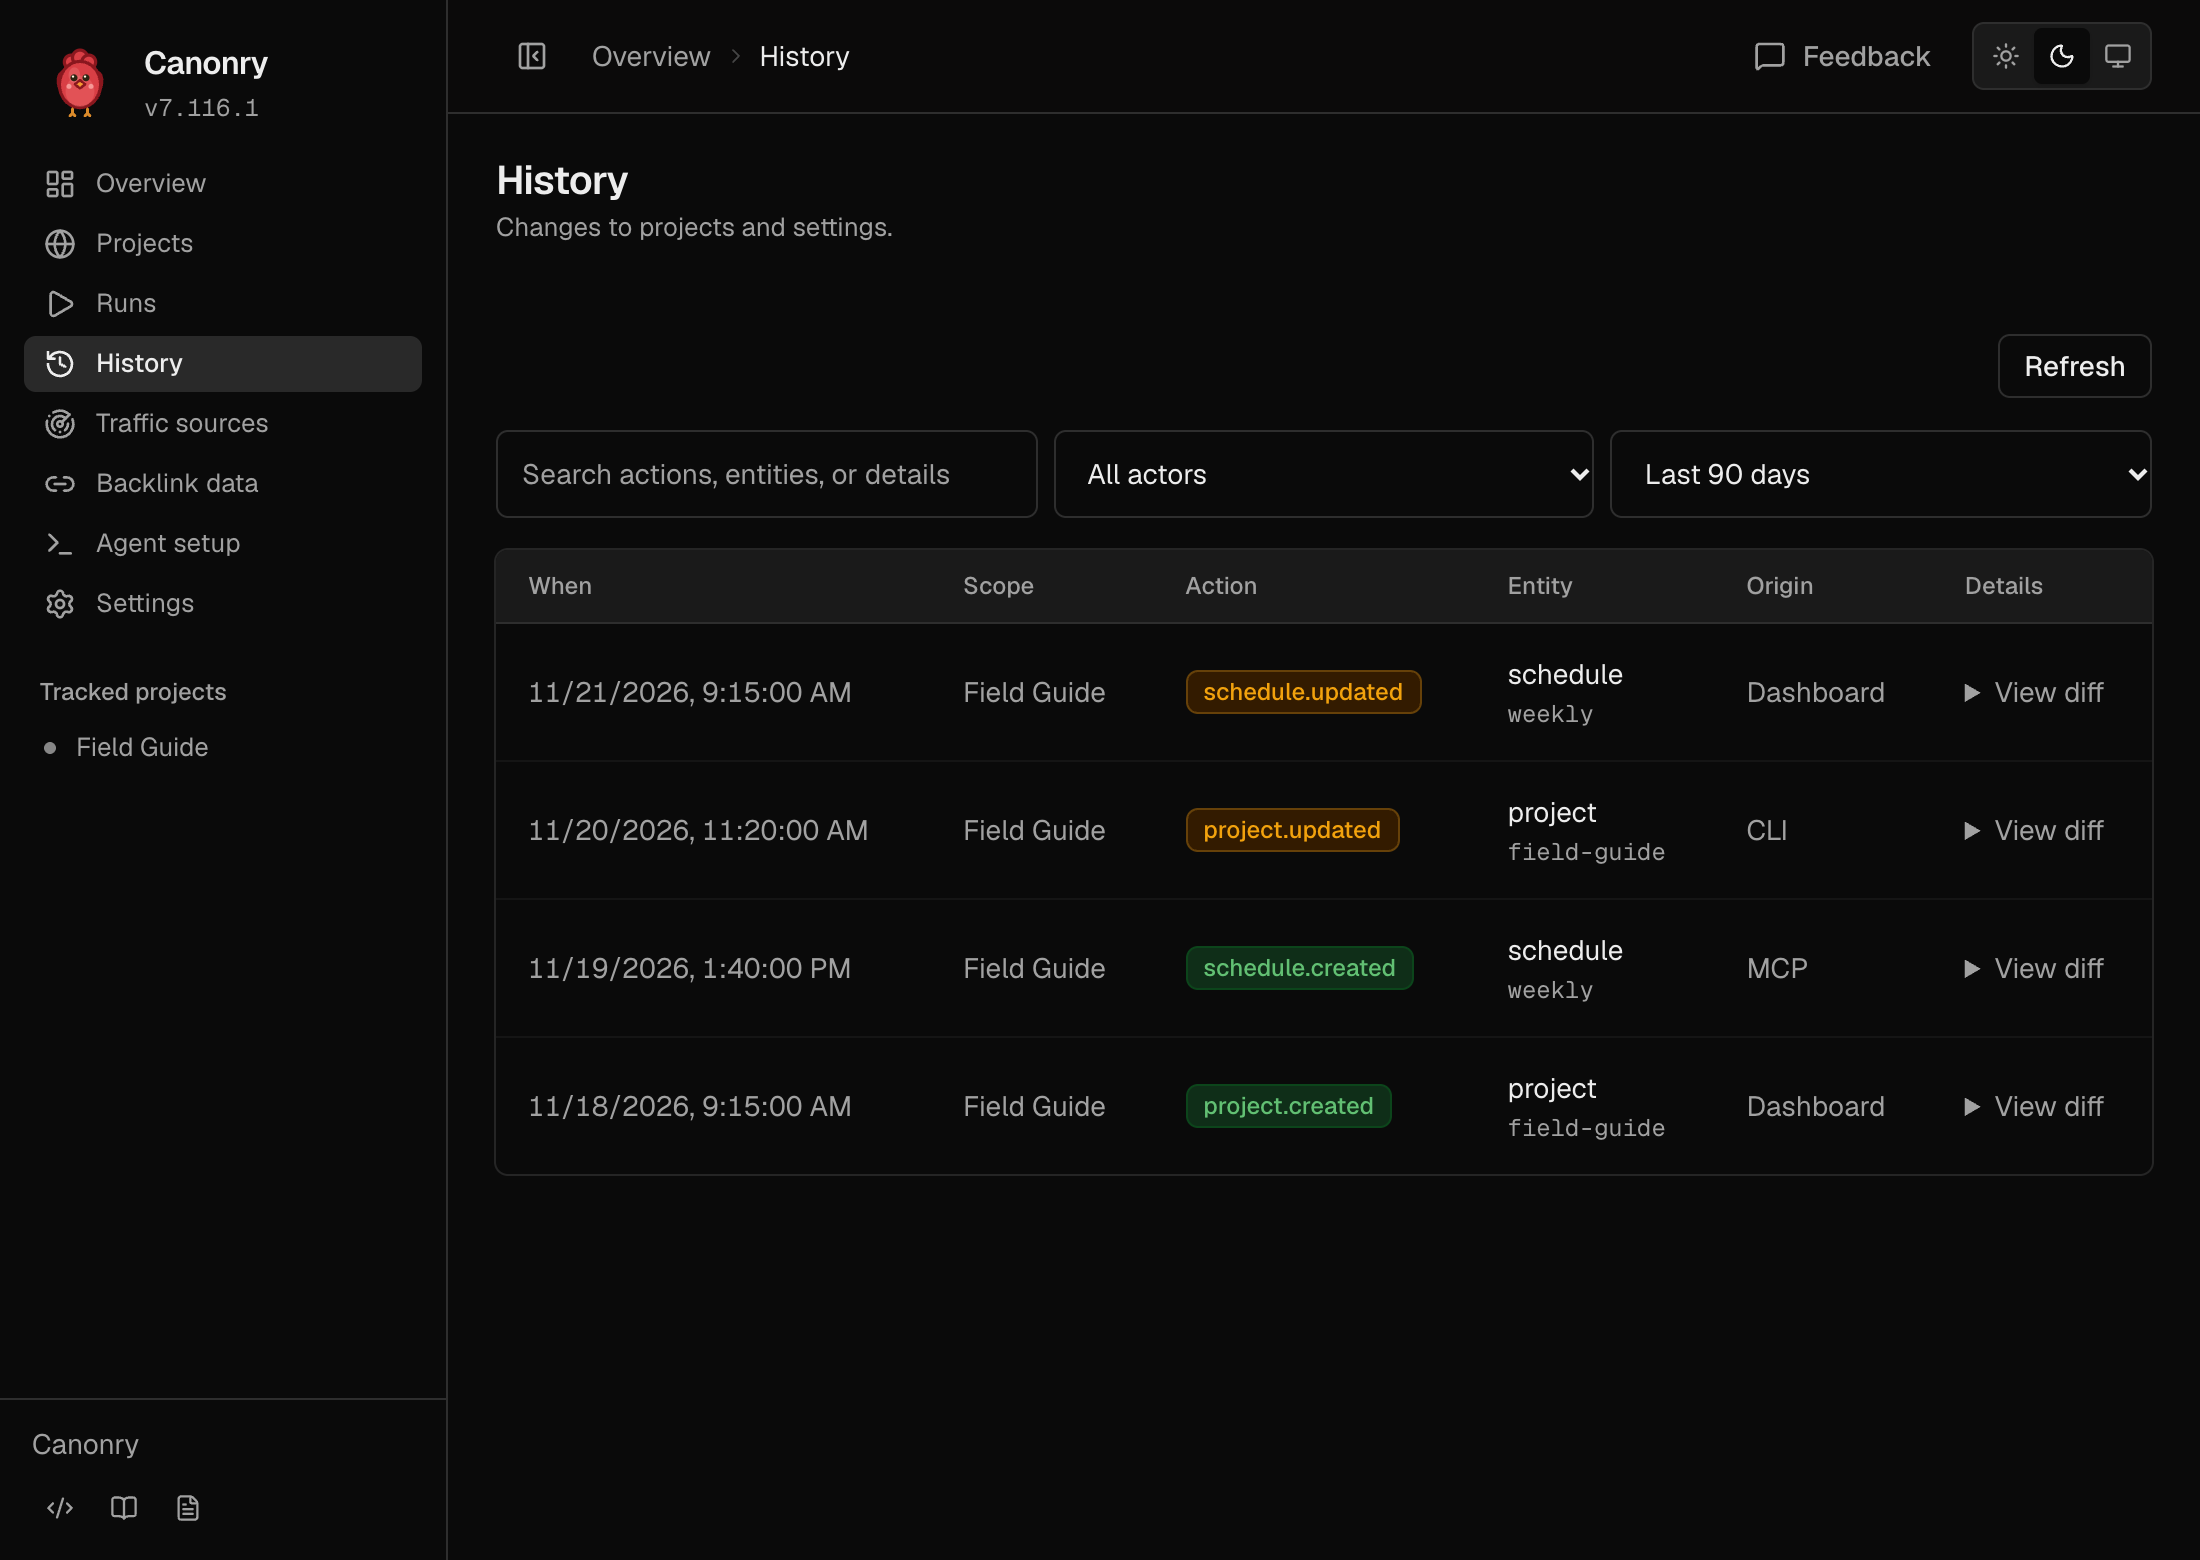 Canonry
v7.116.1
Overview
Projects
Runs
History
Traffic sources
Backlink data
Agent setup
Settings
Tracked projects
Field Guide
Canonry
Overview > History
Feedback
History
Changes to projects and settings.
Refresh
Search actions, entities, or details
All actors
Last 90 days
When Scope Action Entity Origin Details
11/21/2026, 9:15:00 AM Field Guide schedule.updated schedule Dashboard View diff
weekly
11/20/2026, 11:20:00 AM Field Guide project.updated project CLI View diff
field-guide
11/19/2026, 1:40:00 PM Field Guide schedule.created schedule MCP View diff
weekly
11/18/2026, 9:15:00 AM Field Guide project.created project Dashboard View diff
field-guide